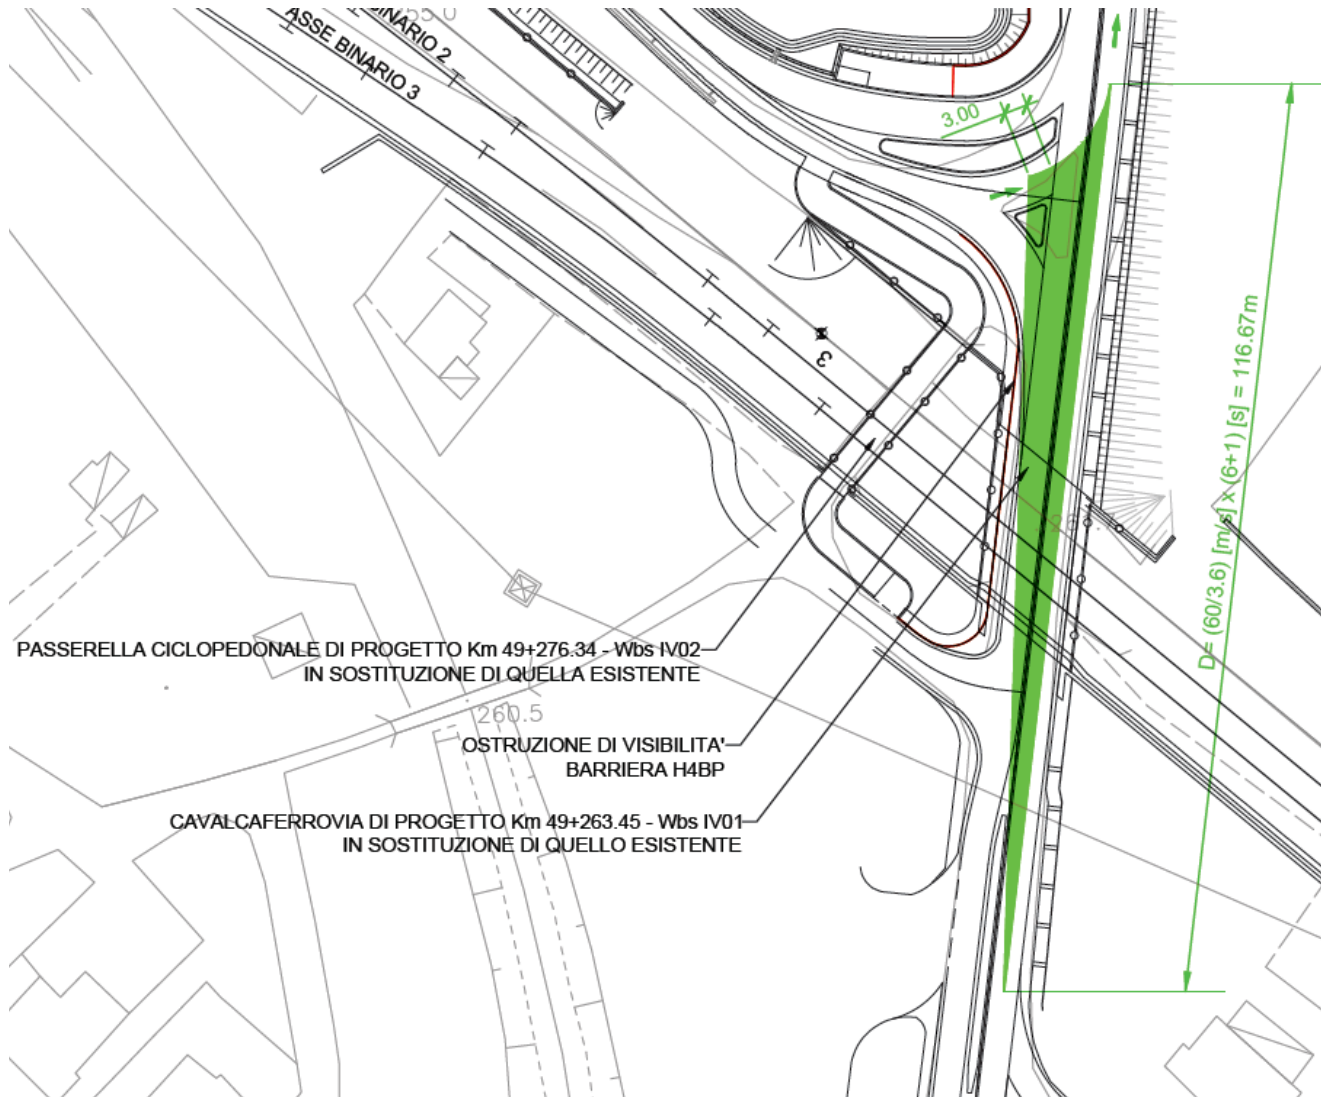 BINARIO 2
255.0
ASSE BINARIO 3
3.00
3
D= (60/3.6) [m/s] x (6+1) [s] = 116.67m
PASSERELLA CICLOPEDONALE DI PROGETTO Km 49+276.34 - Wbs IV02
IN SOSTITUZIONE DI QUELLA ESISTENTE
260.5
OSTRUZIONE DI VISIBILITA'
BARRIERA H4BP
CAVALCAFERROVIA DI PROGETTO Km 49+263.45 - Wbs IV01
IN SOSTITUZIONE DI QUELLO ESISTENTE